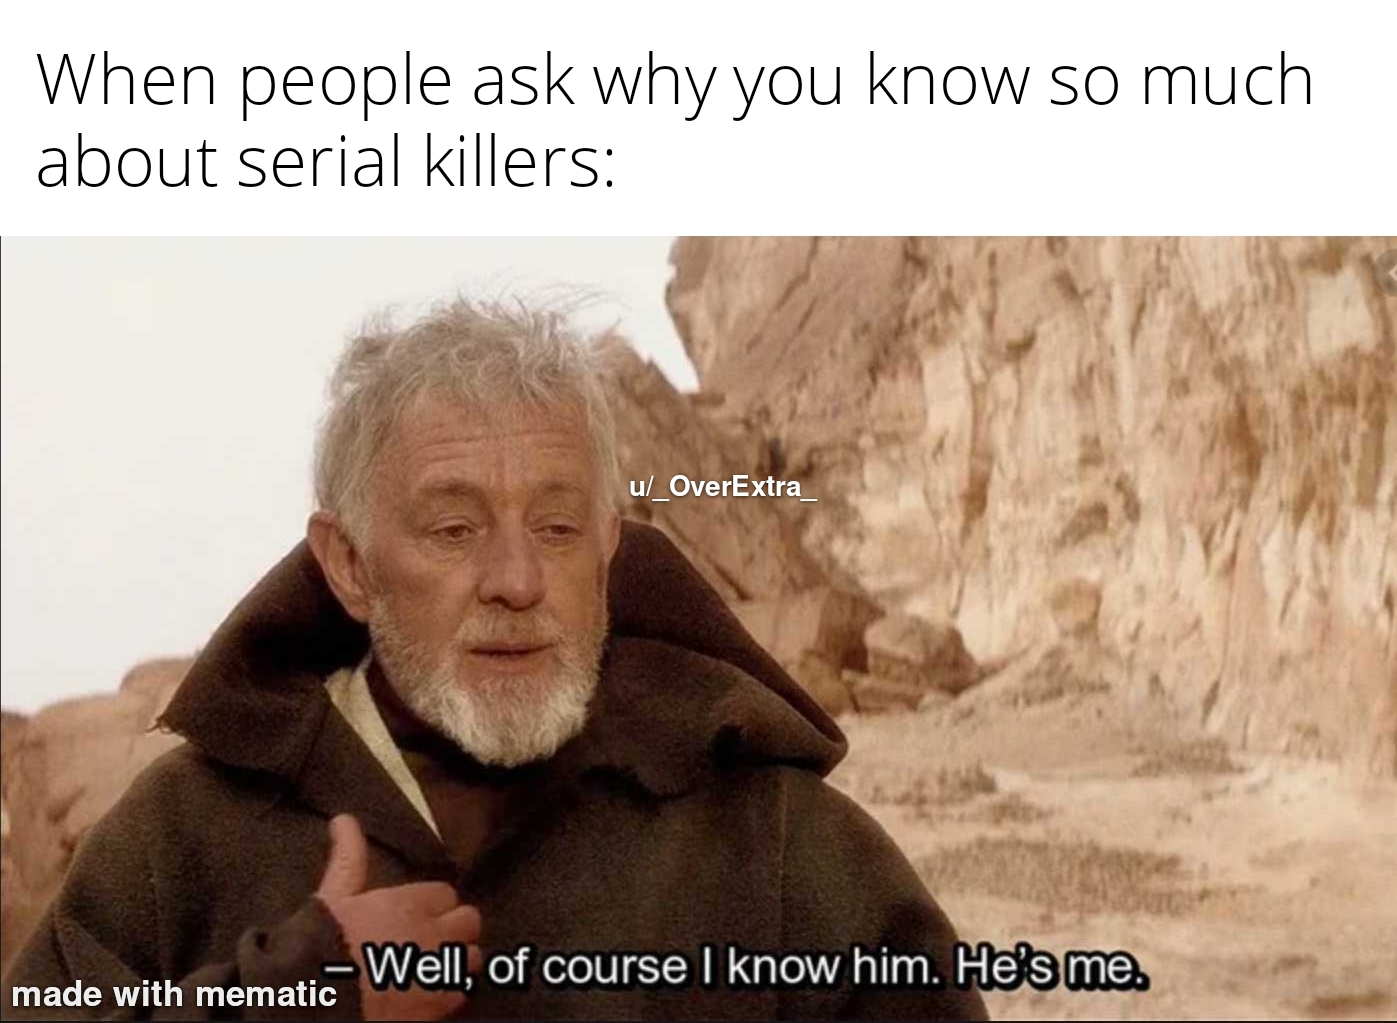 When people ask why you know so much
about serial killers:
u/_OverExtra_
– Well, of course I know him. He's me.
made with mematic